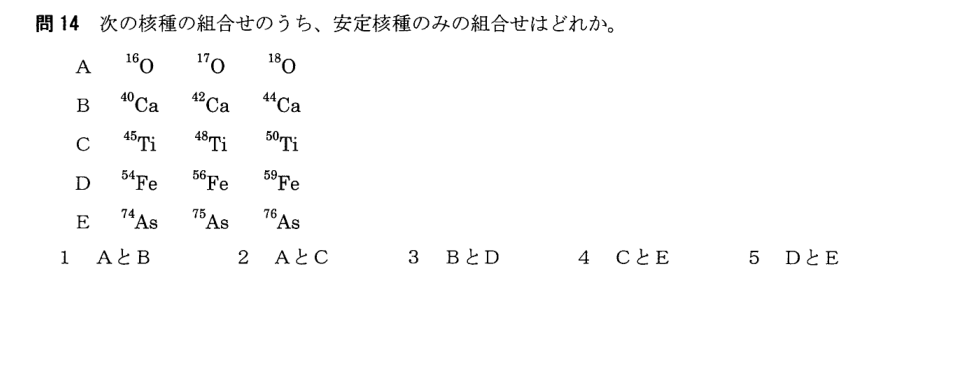 問14 次の核種の組合せのうち、安定核種のみの組合せはどれか。
A ¹⁶O ¹⁷O ¹⁸O
B ⁴⁰Ca ⁴²Ca ⁴⁴Ca
C ⁴⁵Ti ⁴⁸Ti ⁵⁰Ti
D ⁵⁴Fe ⁵⁶Fe ⁵⁹Fe
E ⁷⁴As ⁷⁵As ⁷⁶As
1 AとB 2 AとC 3 BとD 4 CとE 5 DとE